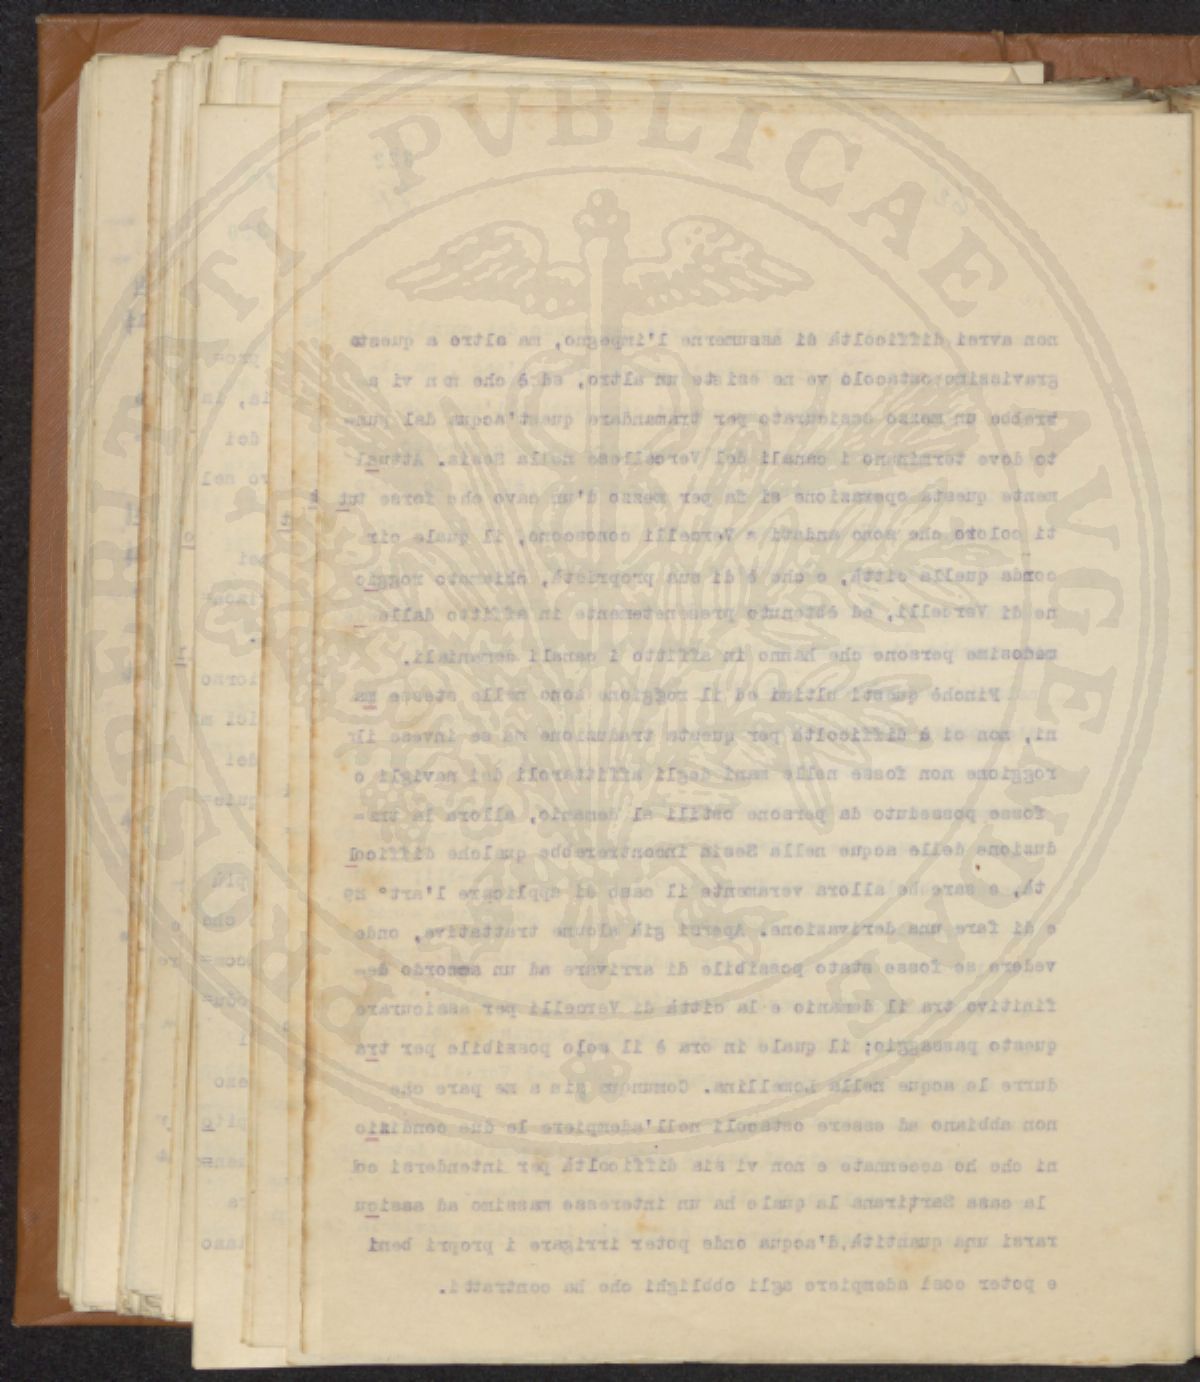 PROSPERITATI PVBLICAE AVGENDAE
non avrei difficoltà di assumerne l'impegno, ma oltre a questo
gravissimo ostacolo ve ne esiste un altro, ed è che non vi a
vrebbe un mezzo assicurato per tramandare quest'acqua dal pun-
to dove terminano i canali del Vercellese nella Sesia. Attual
mente questa operazione si fa per mezzo d'un cavo che forse tut
ti coloro che sono andati a Vercelli conoscono, il quale cir
conda quella città, e che è di sua proprietà, chiamato roggio
ne di Vercelli, ed è tenuto presentemente in affitto dalle
medesime persone che hanno in affitto i canali demaniali.
Finchè questi ultimi ed il roggione sono nelle stesse ma
ni, non ci è difficoltà per questa traduzione ma se invece il
roggione non fosse nelle mani degli affittaroli dei navigli o
fosse posseduto da persone ostili al demanio, allora la tra-
duzione delle acque nella Sesia incontrerebbe qualche difficol
tà, e sarebbe allora veramente il caso di applicare l'art° 29
e di fare una derivazione. Apersi già alcune trattative, onde
vedere se fosse stato possibile di arrivare ad un accordo de-
finitivo tra il demanio e la città di Vercelli per assicurare
questo passaggio; il quale in ora è il solo possibile per tra
durre le acque nella Lomellina. Comunque sia a me pare che
non abbiano ad essere ostacoli nell'adempiere le due condizio
ni che ho accennate e non vi sia difficoltà per intendersi col
la casa Sartirana la quale ha un interesse massimo ad assicu
rarsi una quantità d'acqua onde poter irrigare i propri beni
e poter così adempiere agli obblighi che ha contratti.